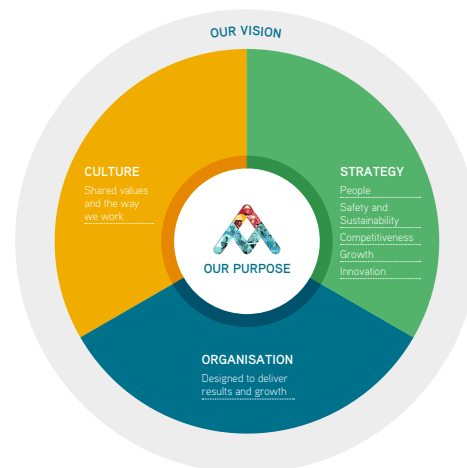 OUR VISION
CULTURE
Shared values
and the way
we work
STRATEGY
People
Safety and
Sustainability
Competitiveness
Growth
Innovation
OUR PURPOSE
ORGANISATION
Designed to deliver
results and growth